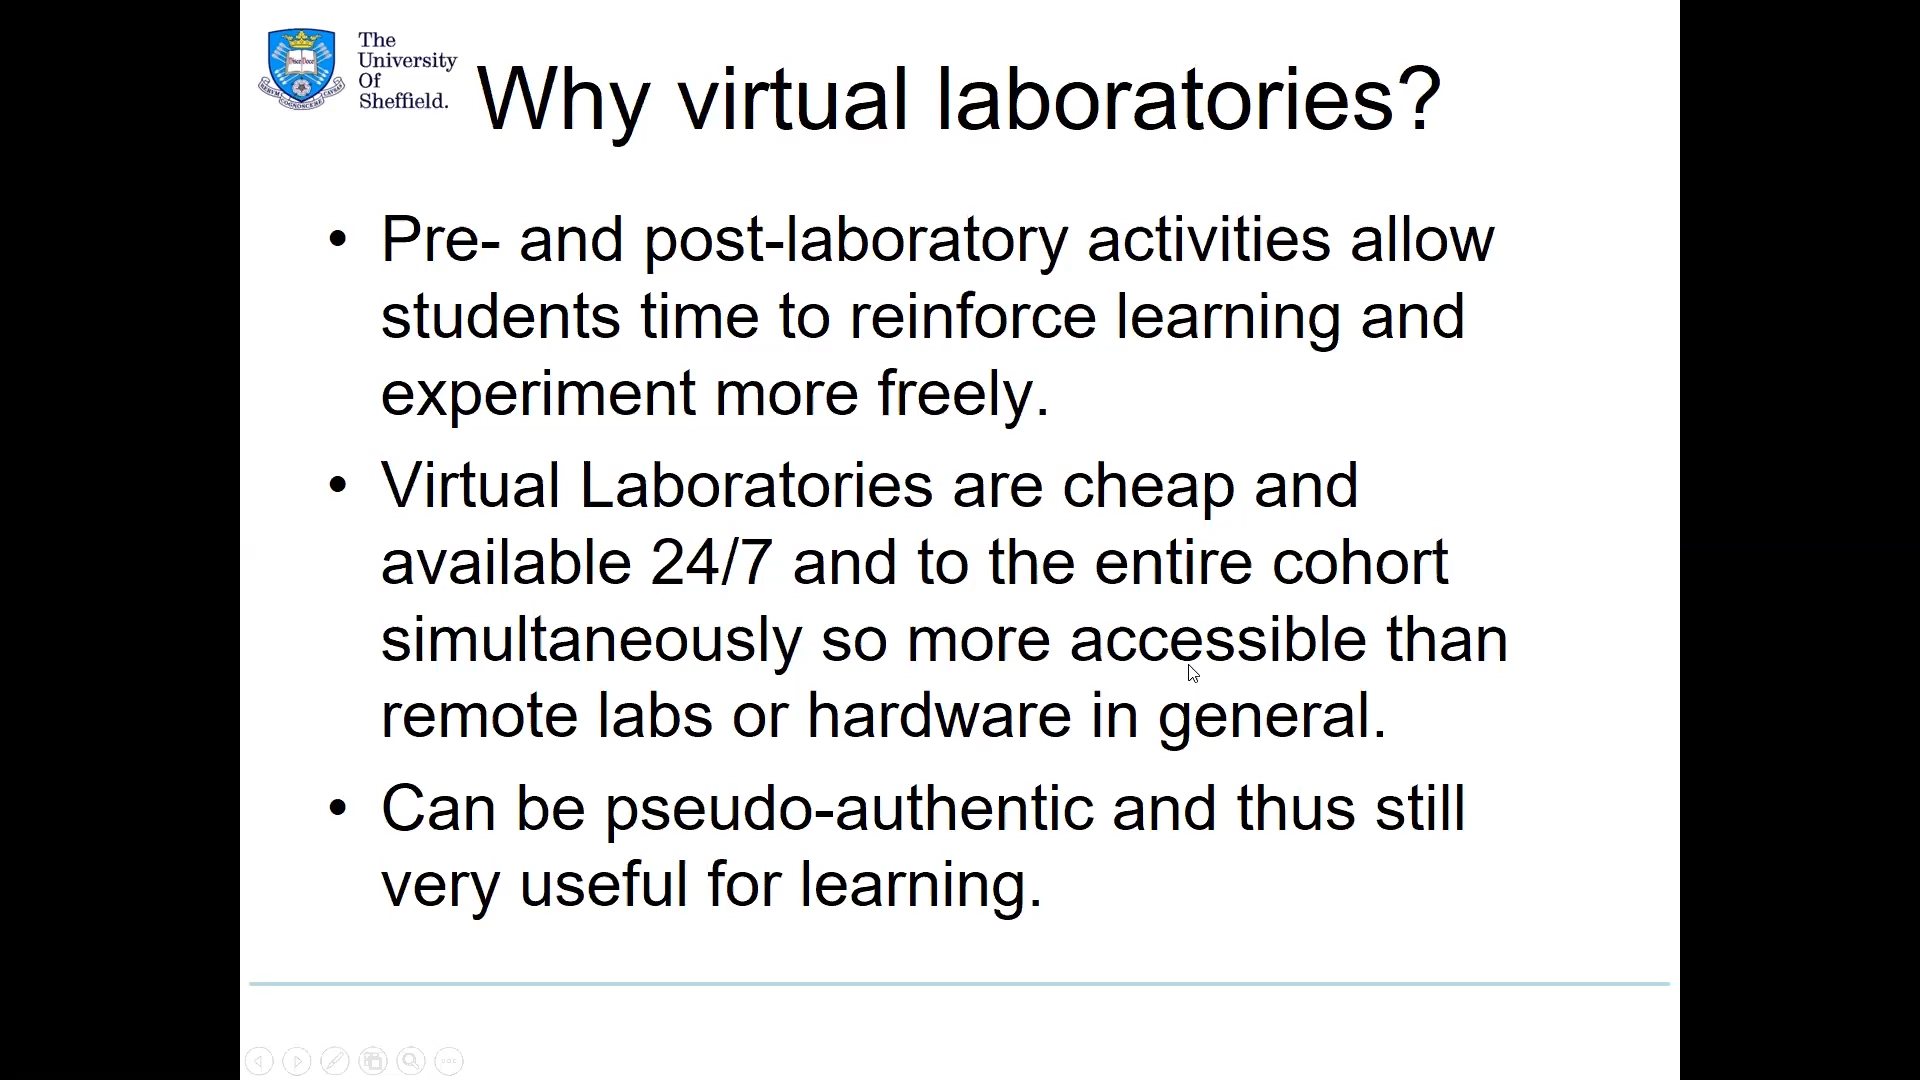 The
University
Of
Sheffield.
Why virtual laboratories?
• Pre- and post-laboratory activities allow
students time to reinforce learning and
experiment more freely.
• Virtual Laboratories are cheap and
available 24/7 and to the entire cohort
simultaneously so more accessible than
remote labs or hardware in general.
• Can be pseudo-authentic and thus still
very useful for learning.